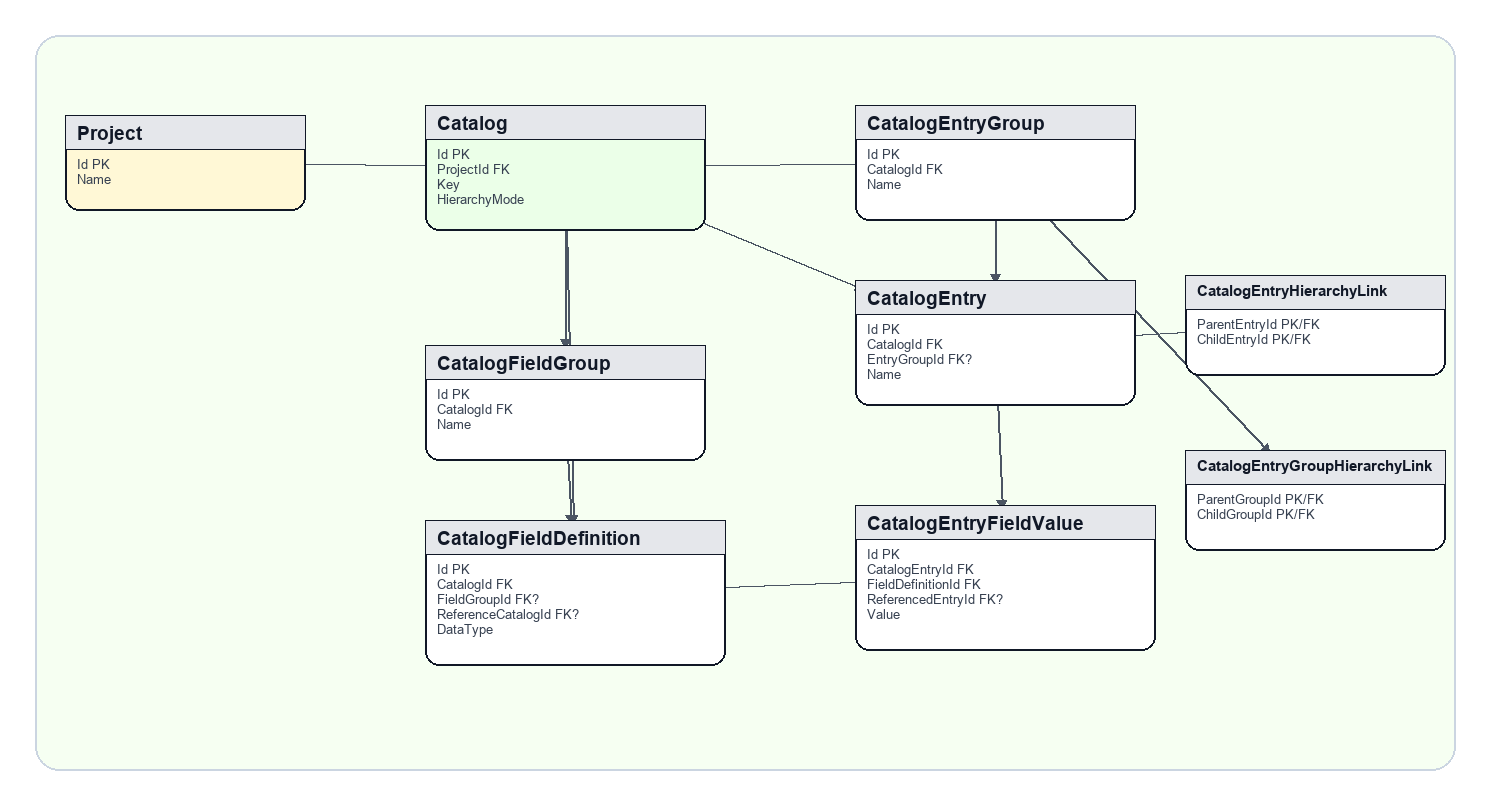 Project
Id PK
Name
Catalog
Id PK
ProjectId FK
Key
HierarchyMode
CatalogEntryGroup
Id PK
CatalogId FK
Name
CatalogEntry
Id PK
CatalogId FK
EntryGroupId FK?
Name
CatalogEntryHierarchyLink
ParentEntryId PK/FK
ChildEntryId PK/FK
CatalogFieldGroup
Id PK
CatalogId FK
Name
CatalogEntryGroupHierarchyLink
ParentGroupId PK/FK
ChildGroupId PK/FK
CatalogFieldDefinition
Id PK
CatalogId FK
FieldGroupId FK?
ReferenceCatalogId FK?
DataType
CatalogEntryFieldValue
Id PK
CatalogEntryId FK
FieldDefinitionId FK
ReferencedEntryId FK?
Value